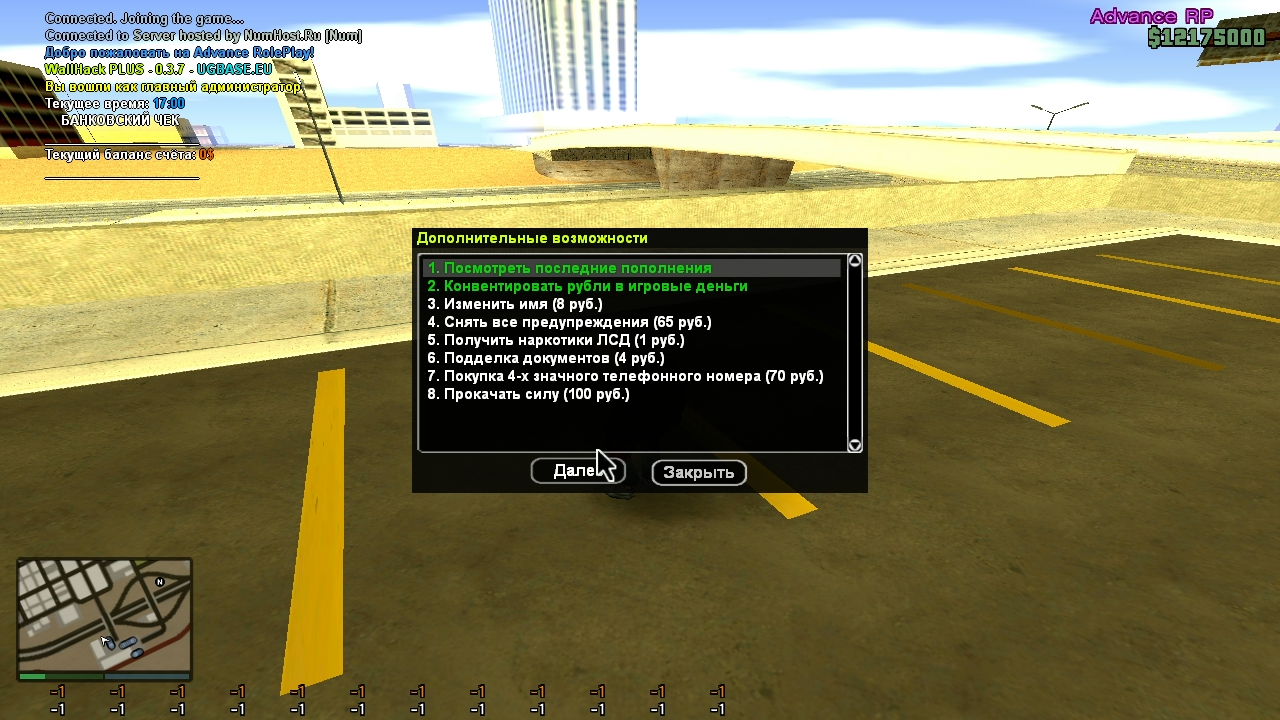 Connected. Joining the game...
Connected to Server hosted by NumHost.Ru [Num]
Добро пожаловать на Advance RolePlay!
WallHack PLUS - 0.3.7 - UGBASE.EU
Вы вошли как главный администратор
Текущее время: 17:00
БАНКОВСКИЙ ЧЕК
Текущий баланс счёта: 0$
Advance RP
$12175000
Дополнительные возможности
1. Посмотреть последние пополнения
2. Конвентировать рубли в игровые деньги
3. Изменить имя (8 руб.)
4. Снять все предупреждения (65 руб.)
5. Получить наркотики ЛСД (1 руб.)
6. Подделка документов (4 руб.)
7. Покупка 4-х значного телефонного номера (70 руб.)
8. Прокачать силу (100 руб.)
Дале
Закрыть
N
-1 -1 -1 -1 -1 -1 -1 -1 -1 -1 -1 -1
-1 -1 -1 -1 -1 -1 -1 -1 -1 -1 -1 -1